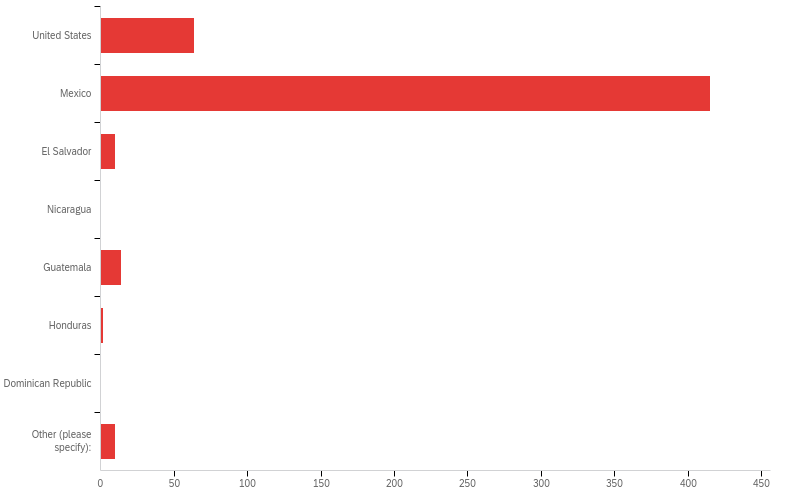 United States
Mexico
El Salvador
Nicaragua
Guatemala
Honduras
Dominican Republic
Other (please
specify):
0 50 100 150 200 250 300 350 400 450